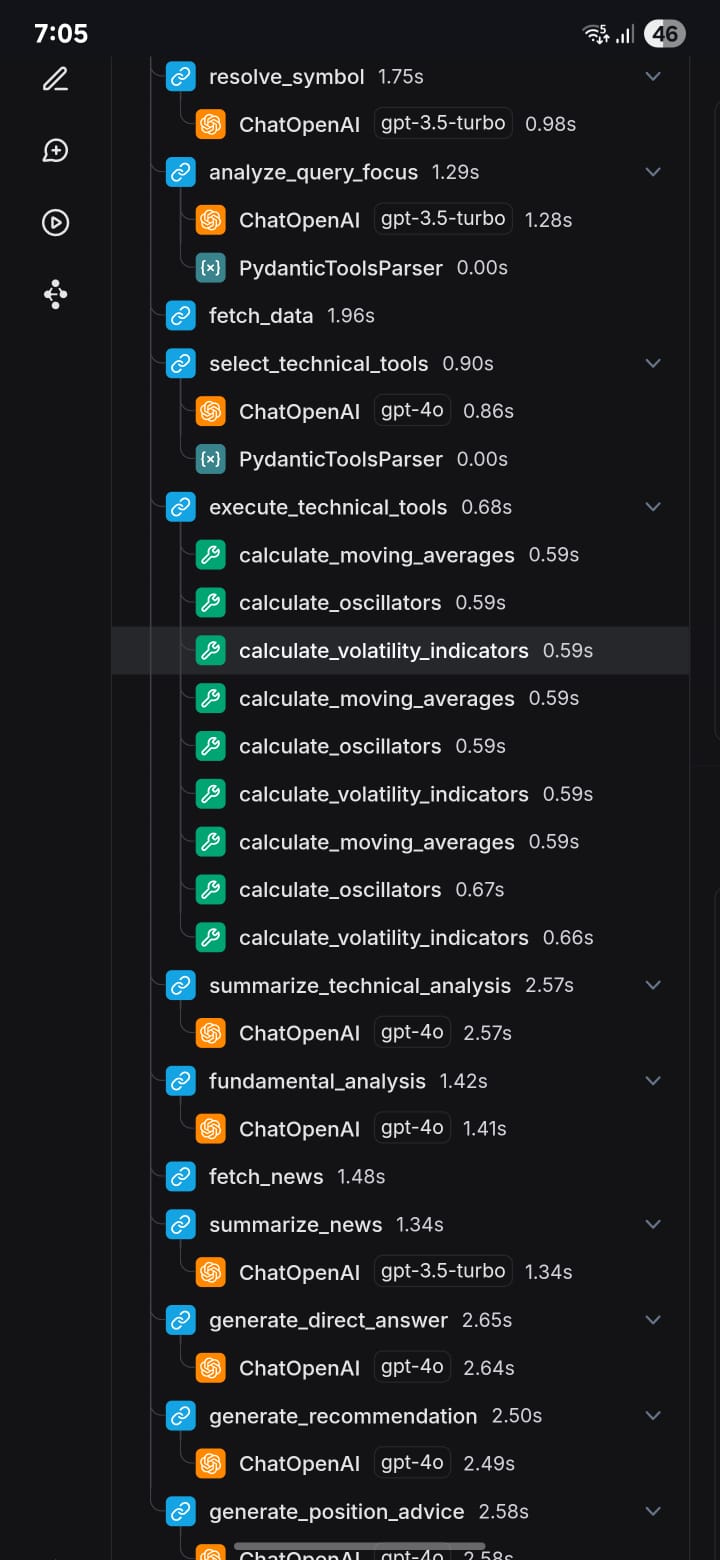 7:05
5
46
resolve_symbol 1.75s
ChatOpenAI gpt-3.5-turbo 0.98s
analyze_query_focus 1.29s
ChatOpenAI gpt-3.5-turbo 1.28s
{x} PydanticToolsParser 0.00s
fetch_data 1.96s
select_technical_tools 0.90s
ChatOpenAI gpt-4o 0.86s
{x} PydanticToolsParser 0.00s
execute_technical_tools 0.68s
calculate_moving_averages 0.59s
calculate_oscillators 0.59s
calculate_volatility_indicators 0.59s
calculate_moving_averages 0.59s
calculate_oscillators 0.59s
calculate_volatility_indicators 0.59s
calculate_moving_averages 0.59s
calculate_oscillators 0.67s
calculate_volatility_indicators 0.66s
summarize_technical_analysis 2.57s
ChatOpenAI gpt-4o 2.57s
fundamental_analysis 1.42s
ChatOpenAI gpt-4o 1.41s
fetch_news 1.48s
summarize_news 1.34s
ChatOpenAI gpt-3.5-turbo 1.34s
generate_direct_answer 2.65s
ChatOpenAI gpt-4o 2.64s
generate_recommendation 2.50s
ChatOpenAI gpt-4o 2.49s
generate_position_advice 2.58s
ChatOpenAI gpt-4o 2.58s